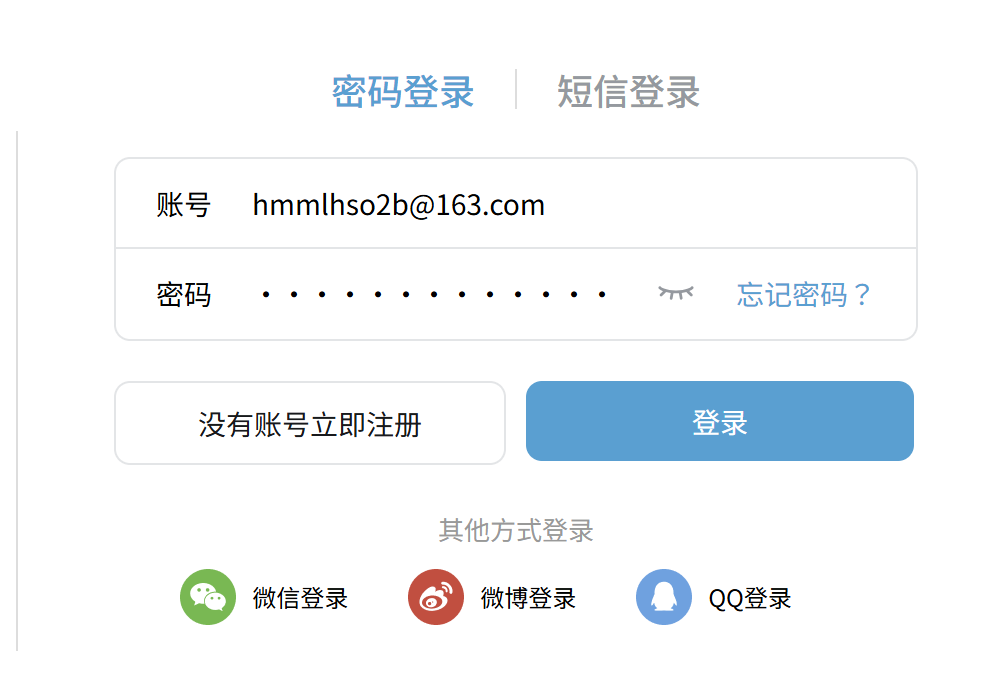 密码登录 短信登录
账号 hmmlhso2b@163.com
密码 ············· 忘记密码？
没有账号立即注册 登录
其他方式登录
微信登录 微博登录 QQ登录